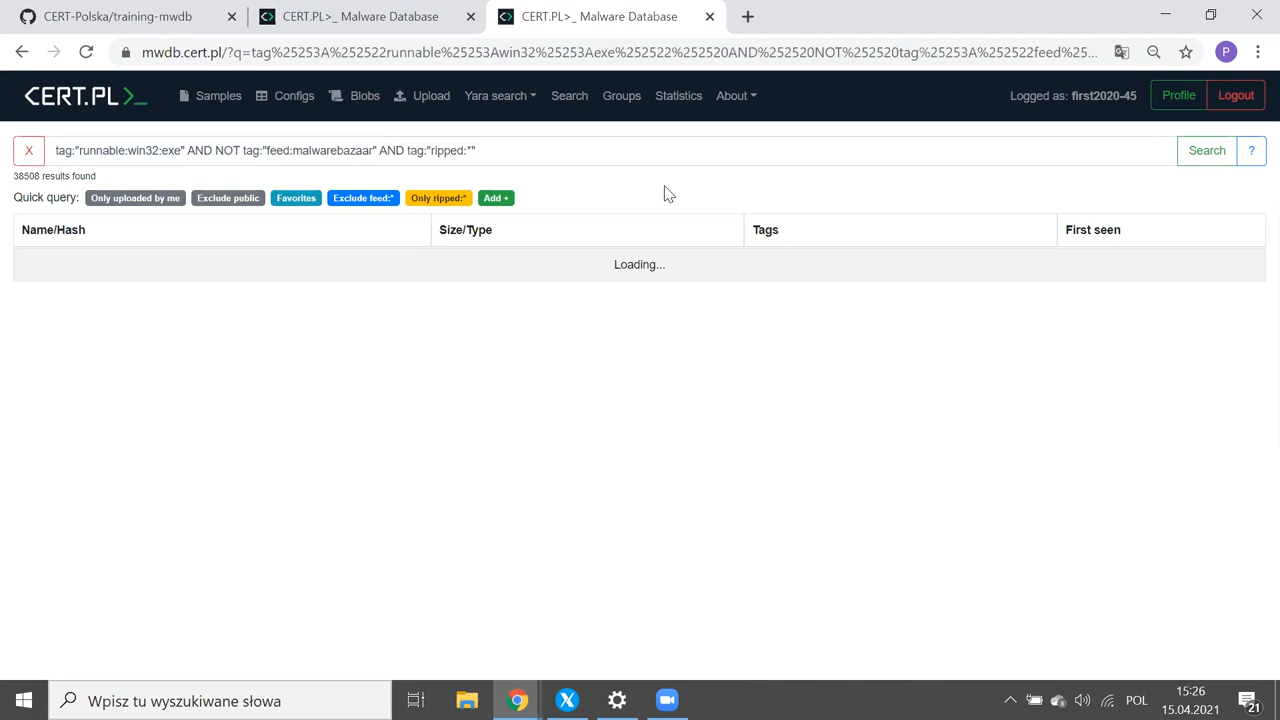 CERT-Polska/training-mwdb
CERT.PL>_ Malware Database
CERT.PL>_ Malware Database
mwdb.cert.pl/?q=tag%25253A%252522runnable%25253Awin32%25253Aexe%252522%252520AND%252520NOT%252520tag%25253A%252522feed%25...
P
CERT.PL>_
Samples
Configs
Blobs
Upload
Yara search
Search
Groups
Statistics
About
Logged as: first2020-45
Profile
Logout
X
tag:"runnable:win32:exe" AND NOT tag:"feed:malwarebazaar" AND tag:"ripped:*"
Search
?
38508 results found
Quick query:
Only uploaded by me
Exclude public
Favorites
Exclude feed:*
Only ripped:*
Add +
Name/Hash
Size/Type
Tags
First seen
Loading...
Wpisz tu wyszukiwane słowa
POL
15:26
15.04.2021
21